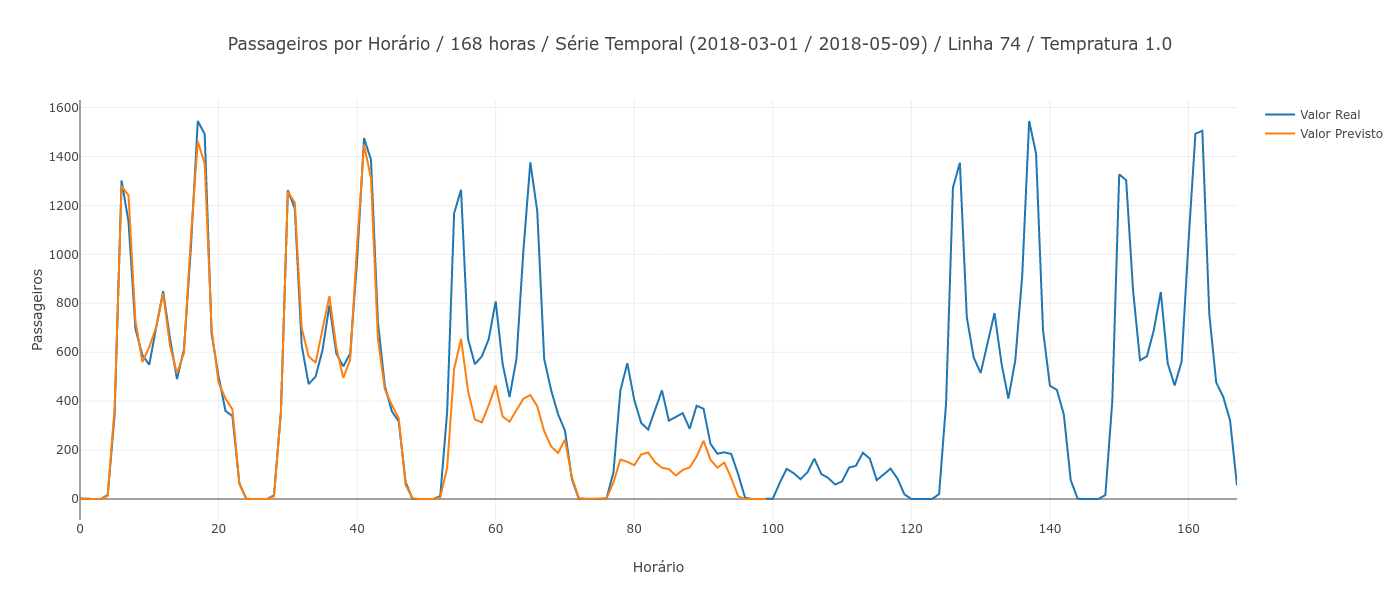 Passageiros por Horário / 168 horas / Série Temporal (2018-03-01 / 2018-05-09) / Linha 74 / Tempratura 1.0
Valor Real
Valor Previsto
Passageiros
1600
1400
1200
1000
800
600
400
200
0
0 20 40 60 80 100 120 140 160
Horário